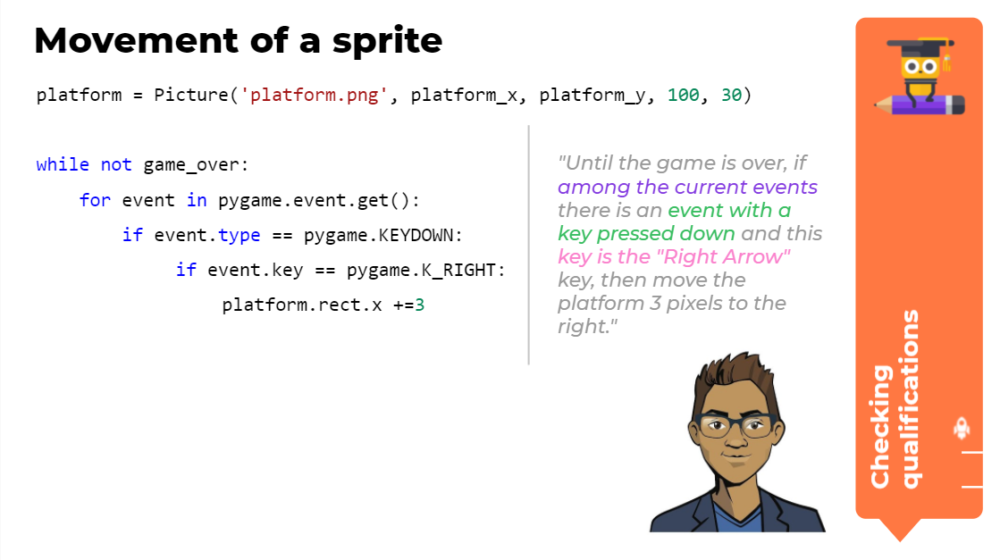 Movement of a sprite
platform = Picture('platform.png', platform_x, platform_y, 100, 30)
while not game_over:
for event in pygame.event.get():
if event.type == pygame.KEYDOWN:
if event.key == pygame.K_RIGHT:
platform.rect.x +=3
"Until the game is over, if
among the current events
there is an event with a
key pressed down and this
key is the "Right Arrow"
key, then move the
platform 3 pixels to the
right."
Checking
qualifications